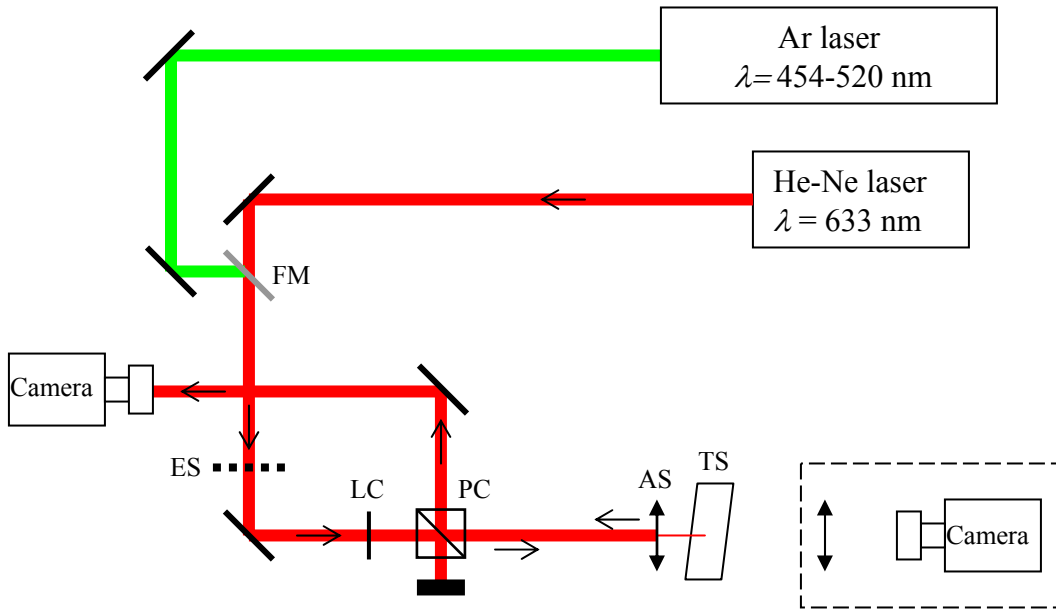 Ar laser
λ= 454-520 nm
He-Ne laser
λ = 633 nm
FM
Camera
ES
LC
PC
AS
TS
Camera